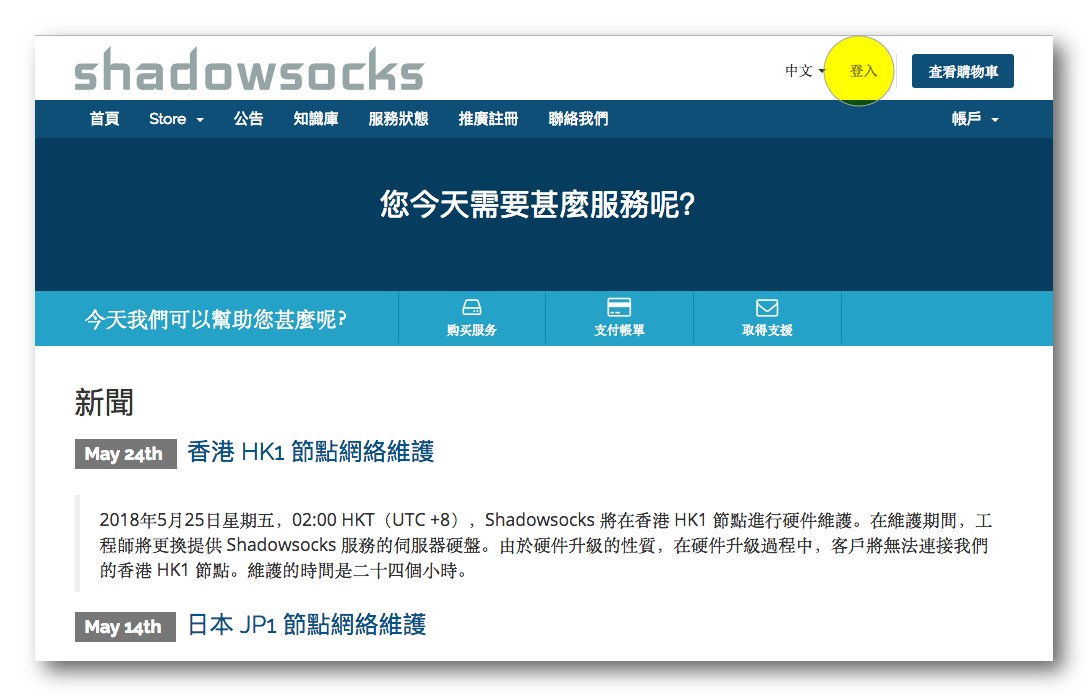 shadowsocks
中文 登入 查看購物車
首頁 Store 公告 知識庫 服務狀態 推廣註冊 聯絡我們 帳戶
您今天需要甚麼服務呢?
今天我們可以幫助您甚麼呢? 购买服务 支付帳單 取得支援
新聞
May 24th 香港 HK1 節點網絡維護
2018年5月25日星期五，02:00 HKT（UTC +8），Shadowsocks 將在香港 HK1 節點進行硬件維護。在維護期間，工
程師將更換提供 Shadowsocks 服務的伺服器硬盤。由於硬件升級的性質，在硬件升級過程中，客戶將無法連接我們
的香港 HK1 節點。維護的時間是二十四個小時。
May 14th 日本 JP1 節點網絡維護